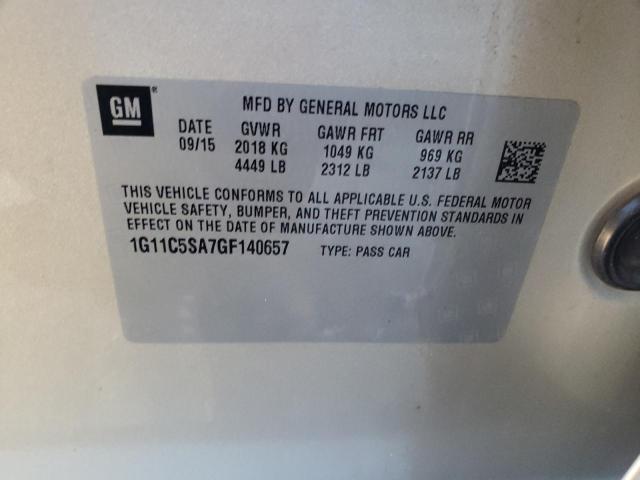 GM
MFD BY GENERAL MOTORS LLC
DATE GVWR GAWR FRT GAWR RR
09/15 2018 KG 1049 KG 969 KG
4449 LB 2312 LB 2137 LB
THIS VEHICLE CONFORMS TO ALL APPLICABLE U.S. FEDERAL MOTOR
VEHICLE SAFETY, BUMPER, AND THEFT PREVENTION STANDARDS IN
EFFECT ON THE DATE OF MANUFACTURE SHOWN ABOVE.
1G11C5SA7GF140657 TYPE: PASS CAR